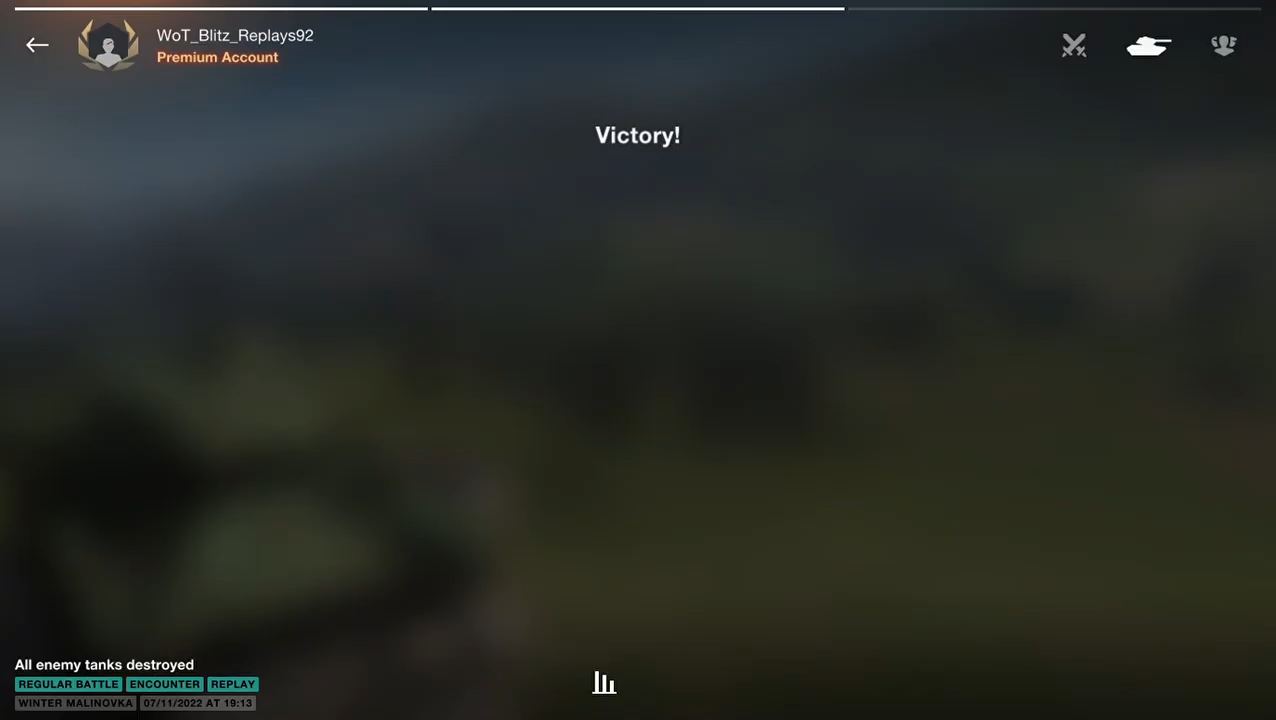 WoT_Blitz_Replays92
Premium Account
Victory!
All enemy tanks destroyed
REGULAR BATTLE ENCOUNTER REPLAY
WINTER MALINOVKA 07/11/2022 AT 19:13